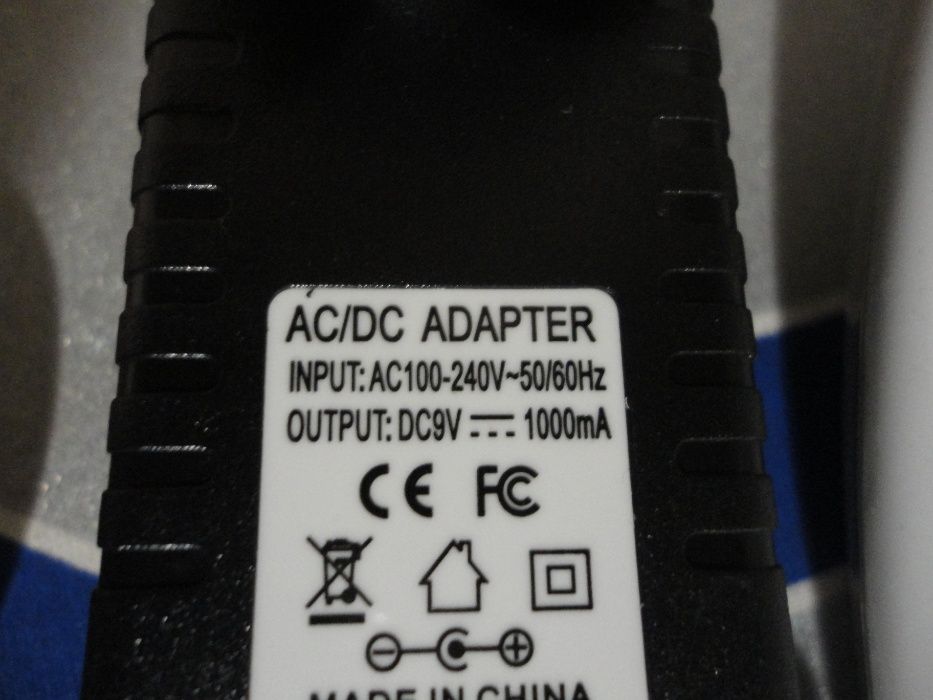 AC/DC ADAPTER
INPUT: AC100-240V~50/60Hz
OUTPUT: DC9V ⎓ 1000mA
CE FC
MADE IN CHINA